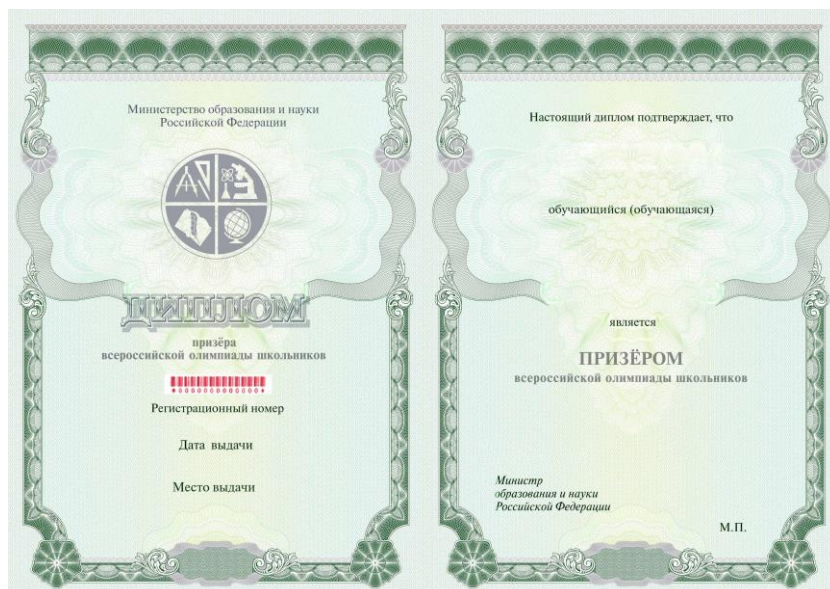 Министерство образования и науки
Российской Федерации
ДИПЛОМ
призёра
всероссийской олимпиады школьников
Регистрационный номер
Дата выдачи
Место выдачи
Настоящий диплом подтверждает, что
обучающийся (обучающаяся)
является
ПРИЗЁРОМ
всероссийской олимпиады школьников
Министр
образования и науки
Российской Федерации
М.П.